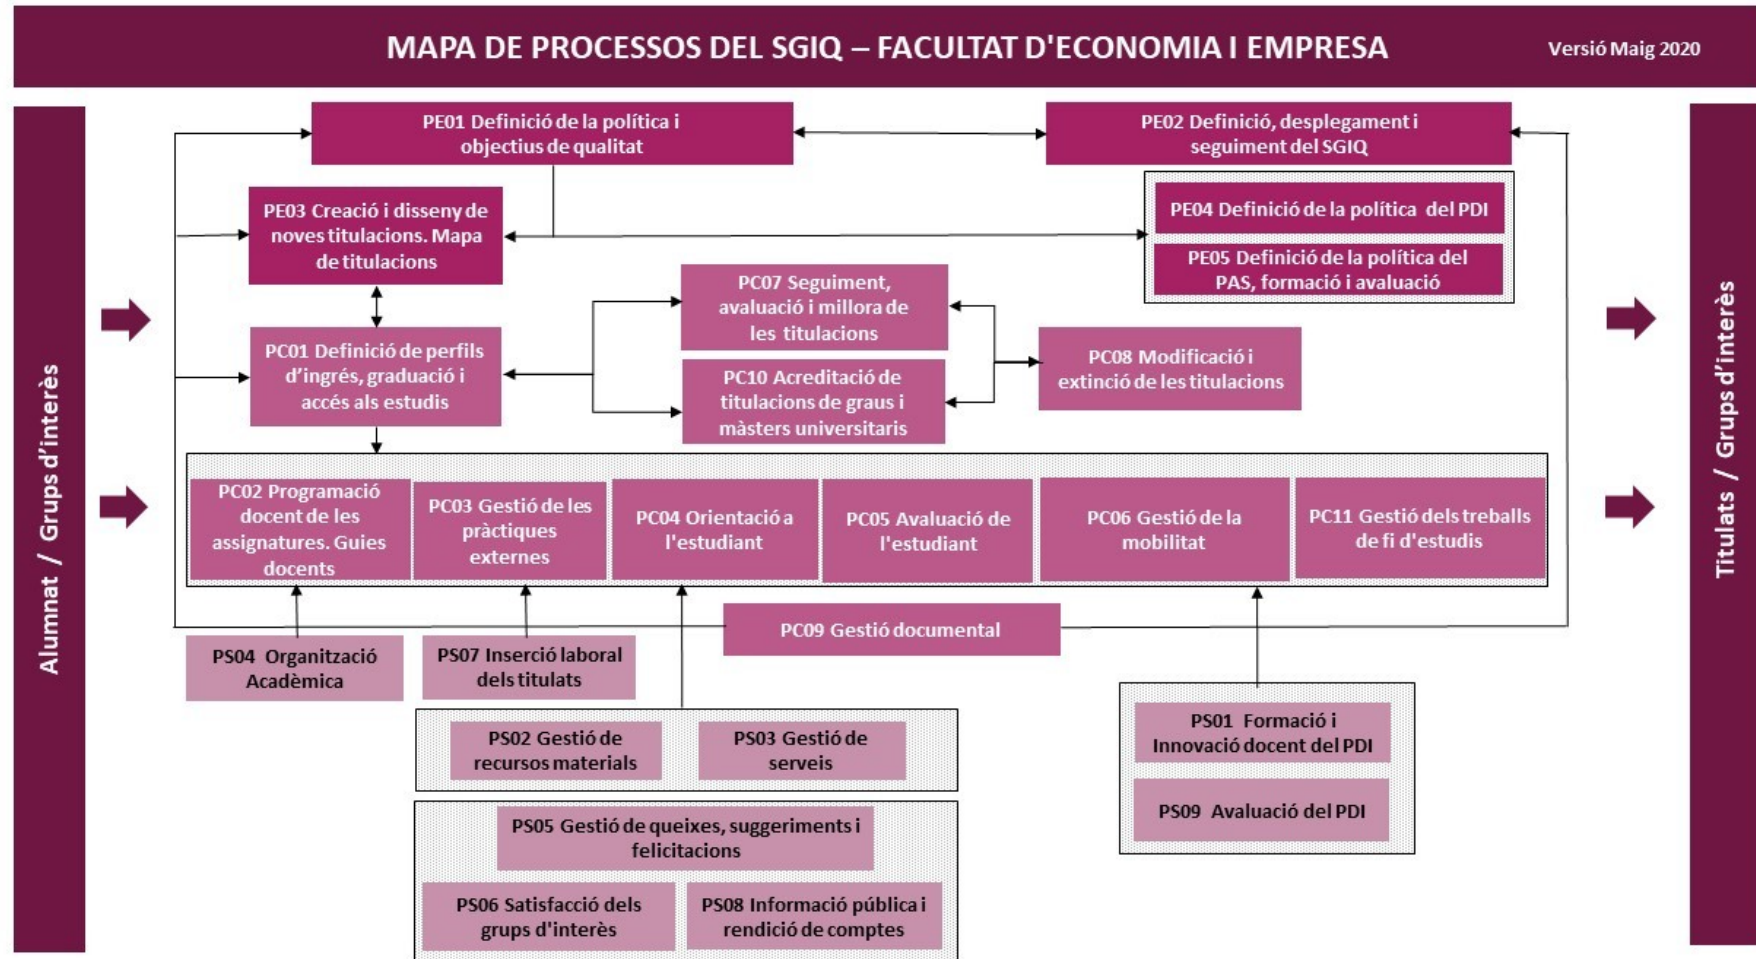 MAPA DE PROCESSOS DEL SGIQ – FACULTAT D'ECONOMIA I EMPRESA
Versió Maig 2020
Alumnat / Grups d'interès
PE01 Definició de la política i
objectius de qualitat
PE02 Definició, desplegament i
seguiment del SGIQ
PE03 Creació i disseny de
noves titulacions. Mapa
de titulacions
PE04 Definició de la política del PDI
PE05 Definició de la política del
PAS, formació i avaluació
PC07 Seguiment,
avaluació i millora de
les titulacions
PC01 Definició de perfils
d'ingrés, graduació i
accés als estudis
PC10 Acreditació de
titulacions de graus i
màsters universitaris
PC08 Modificació i
extinció de les titulacions
PC02 Programació
docent de les
assignatures. Guies
docents
PC03 Gestió de les
pràctiques
externes
PC04 Orientació a
l'estudiant
PC05 Avaluació de
l'estudiant
PC06 Gestió de la
mobilitat
PC11 Gestió dels treballs
de fi d'estudis
PC09 Gestió documental
PS04 Organització
Acadèmica
PS07 Inserció laboral
dels titulats
PS02 Gestió de
recursos materials
PS03 Gestió de
serveis
PS01 Formació i
Innovació docent del PDI
PS09 Avaluació del PDI
PS05 Gestió de queixes, suggeriments i
felicitacions
PS06 Satisfacció dels
grups d'interès
PS08 Informació pública i
rendició de comptes
Titulats / Grups d'interès